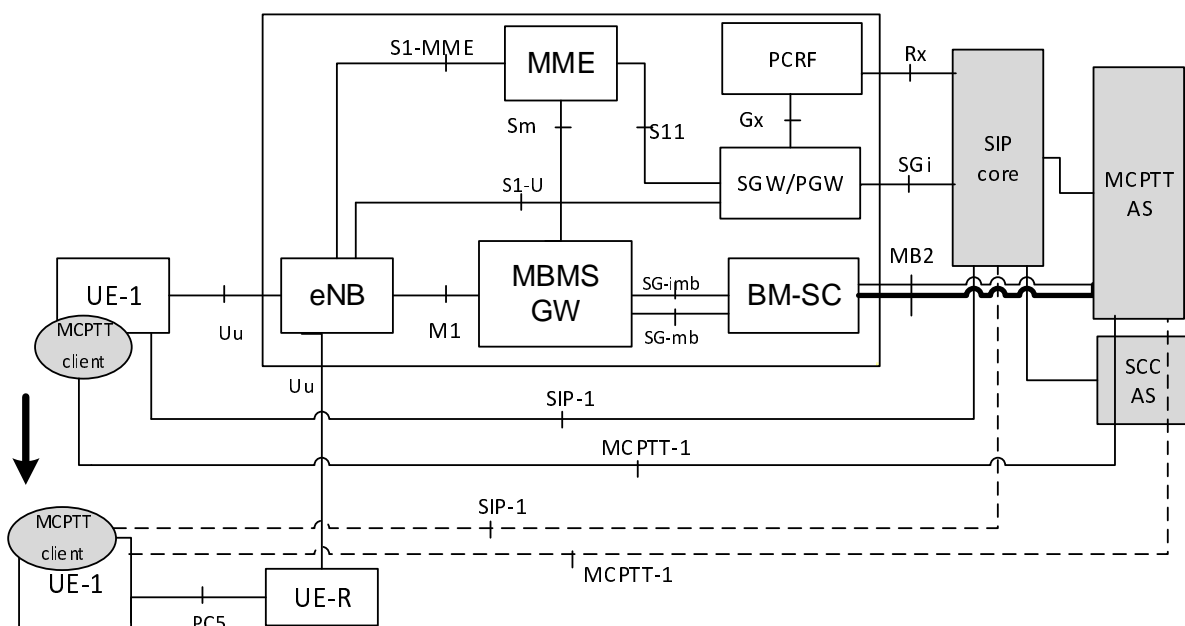 S1-MME
MME
PCRF
Rx
Sm
S11
Gx
SIP
core
MCPTT
AS
S1-U
SGW/PGW
SGi
UE-1
eNB
MBMS
GW
SG-imb
BM-SC
MB2
Uu
M1
SG-mb
MCPTT
client
Uu
SCC
AS
SIP-1
MCPTT-1
SIP-1
MCPTT
client
MCPTT-1
UE-1
UE-R
PC5